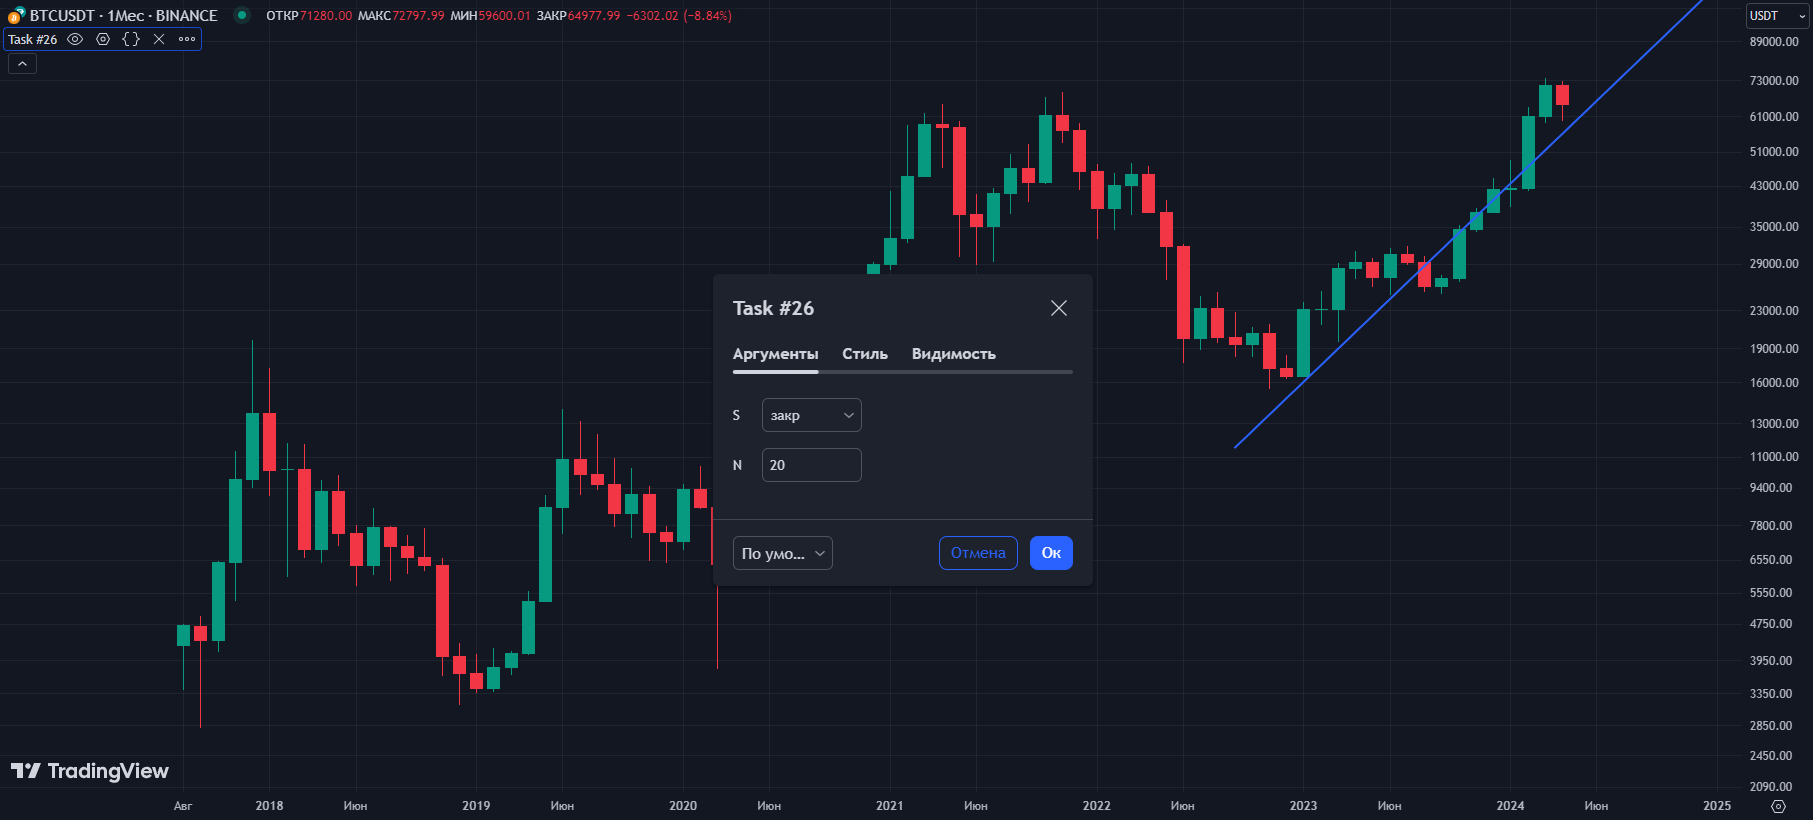 BTCUSDT · 1Мес · BINANCE ОТКР71280.00 МАКС72797.99 МИН59600.01 ЗАКР64977.99 −6302.02 (−8.84%)
USDT
Task #26
89000.00
73000.00
61000.00
51000.00
43000.00
35000.00
29000.00
23000.00
19000.00
16000.00
13000.00
11000.00
9400.00
7800.00
6550.00
5550.00
4750.00
3950.00
3350.00
2850.00
2450.00
2090.00
Task #26
Аргументы Стиль Видимость
S закр
N 20
По умо... Отмена Ок
TradingView
Авг 2018 Июн 2019 Июн 2020 Июн 2021 Июн 2022 Июн 2023 Июн 2024 Июн 2025